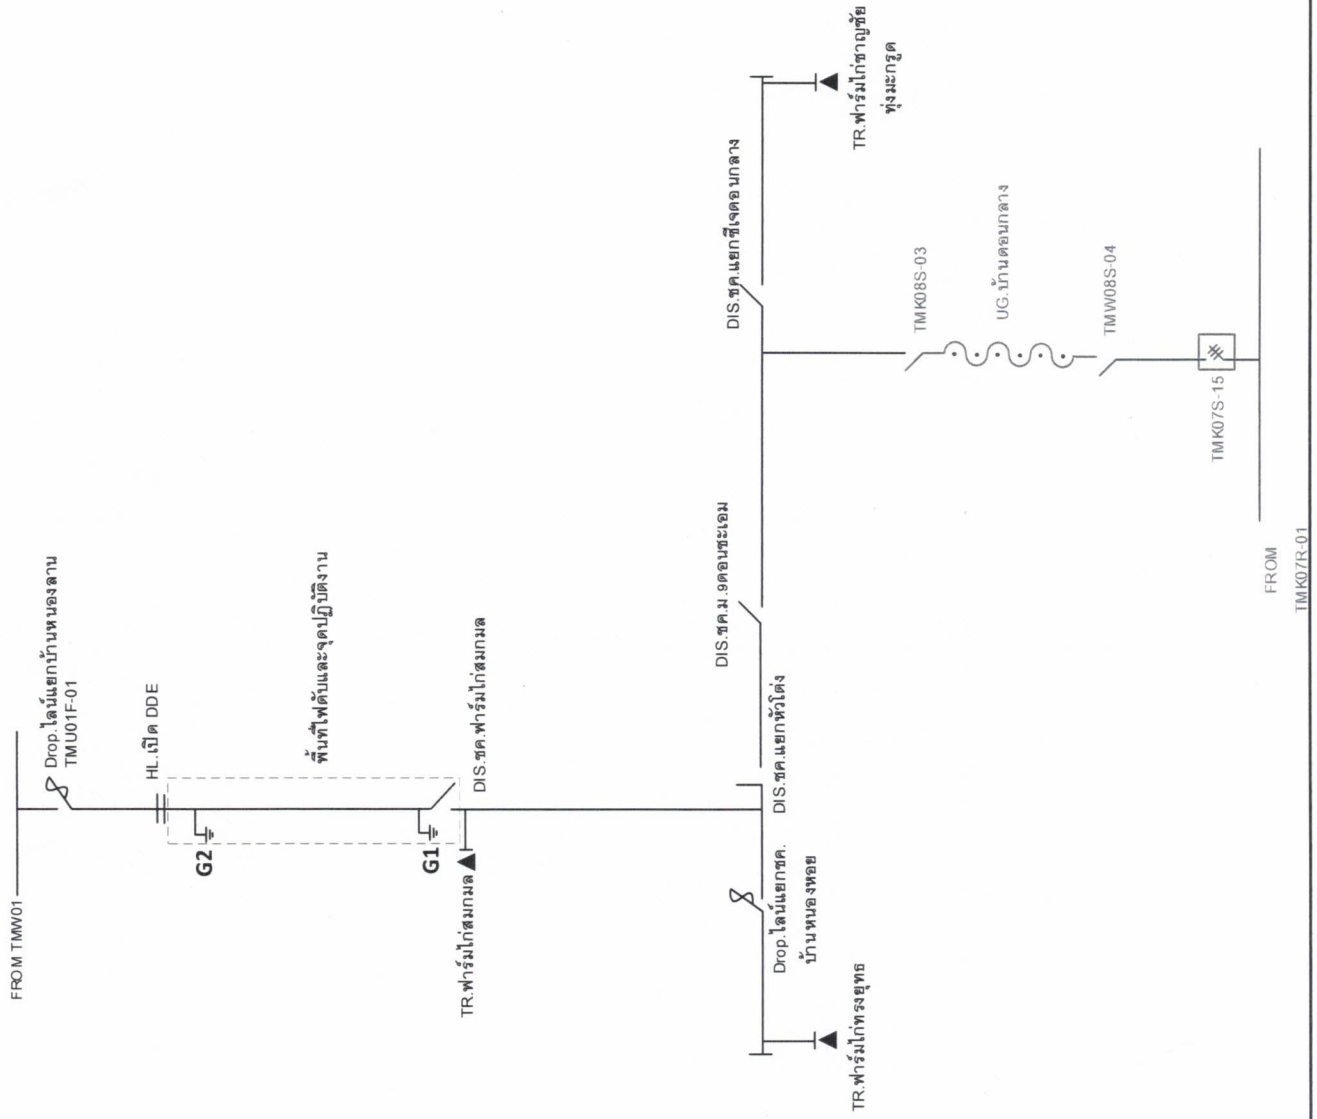 FROM TMW01
Drop.ไลน์แยกบ้านหนองลาน
TMU01F-01
HL.เปิด DDE
พื้นที่ไฟดับและจุดปฏิบัติงาน
G2
G1
DIS.ชค.ฟาร์มไก่สมกมล
TR.ฟาร์มไก่สมกมล
DIS.ชค.แยกหัวโด่ง
Drop.ไลน์แยกชค.
บ้านหนองหอย
TR.ฟาร์มไก่ทรงยุทธ
DIS.ชค.ม.9ดอนชะเอม
DIS.ชค.แยกซีเจดอนกลาง
TR.ฟาร์มไก่ชาญชัย
ทุ่งมะกรูด
TMK08S-03
UG.บ้านดอนกลาง
TMW08S-04
TMK07S-15
FROM
TMK07R-01